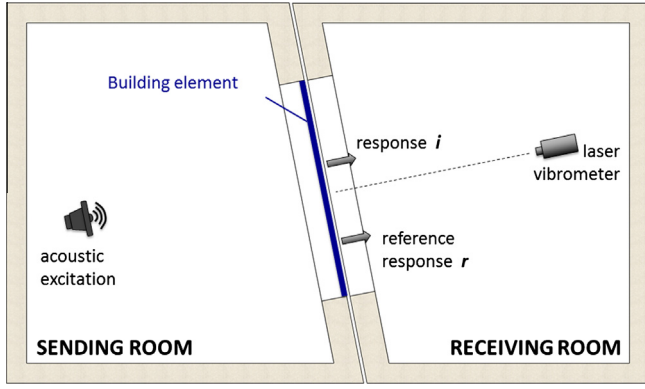 Building element
response i
laser
vibrometer
reference
response r
acoustic
excitation
SENDING ROOM
RECEIVING ROOM